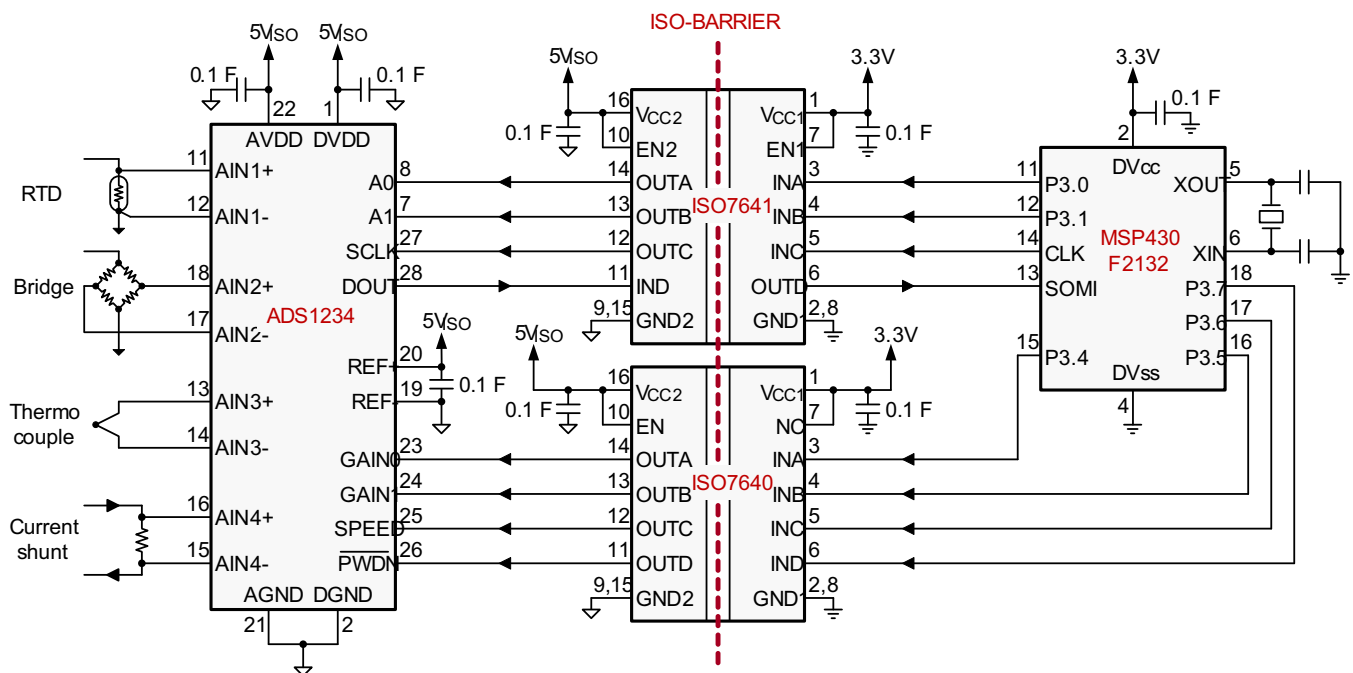 ISO-BARRIER
5VISO
5VISO
0.1 F
0.1 F
22
1
AVDD
DVDD
11
AIN1+
RTD
12
AIN1-
18
AIN2+
Bridge
17
AIN2-
13
AIN3+
Thermo
couple
14
AIN3-
16
AIN4+
Current
shunt
15
AIN4-
ADS1234
A0
8
A1
7
SCLK
27
DOUT
28
5VISO
20
REF+
0.1 F
19
REF-
GAIN0
23
GAIN1
24
SPEED
25
PWDN
26
AGND
DGND
21
2
5VISO
0.1 F
16
VCC2
10
EN2
14
OUTA
13
OUTB
12
OUTC
11
IND
9,15
GND2
ISO7641
3.3V
0.1 F
1
VCC1
7
EN1
3
INA
4
INB
5
INC
6
OUTD
2,8
GND1
5VISO
0.1 F
16
VCC2
10
EN
14
OUTA
13
OUTB
12
OUTC
11
OUTD
9,15
GND2
ISO7640
3.3V
0.1 F
1
VCC1
7
NC
3
INA
4
INB
5
INC
6
IND
2,8
GND1
3.3V
0.1 F
2
DVcc
11
P3.0
12
P3.1
14
CLK
13
SOMI
15
P3.4
MSP430
F2132
XOUT
5
XIN
6
P3.7
18
P3.6
17
P3.5
16
DVss
4